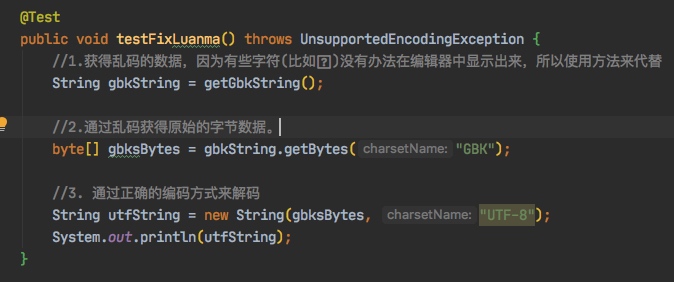 @Test
public void testFixLuanma() throws UnsupportedEncodingException {
//1.获得乱码的数据，因为有些字符(比如)没有办法在编辑器中显示出来，所以使用方法来代替
String gbkString = getGbkString();
//2.通过乱码获得原始的字节数据。
byte[] gbksBytes = gbkString.getBytes( charsetName: "GBK");
//3. 通过正确的编码方式来解码
String utfString = new String(gbksBytes, charsetName: "UTF-8");
System.out.println(utfString);
}